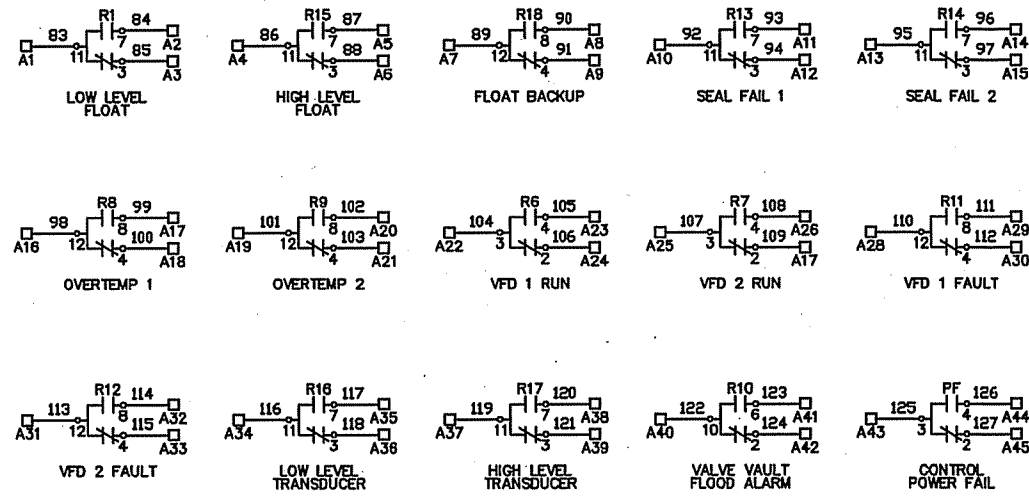 R1 R15 R18 R13 R14
83 84 86 87 89 90 92 93 95 96
A1 11 7 A2 A4 11 7 A5 A7 12 8 A8 A10 11 7 A11 A13 11 7 A14
85 88 91 94 97
3 A3 3 A6 4 A9 3 A12 3 A15
LOW LEVEL FLOAT
HIGH LEVEL FLOAT
FLOAT BACKUP
SEAL FAIL 1
SEAL FAIL 2
R8 R9 R6 R7 R11
98 99 101 102 104 105 107 108 110 111
A16 12 8 A17 A19 12 8 A20 A22 3 4 A23 A25 3 4 A26 A28 12 8 A29
100 103 106 109 112
4 A18 4 A21 2 A24 2 A17 4 A30
OVERTEMP 1
OVERTEMP 2
VFD 1 RUN
VFD 2 RUN
VFD 1 FAULT
R12 R16 R17 R10 PF
113 114 116 117 119 120 122 123 125 126
A31 12 8 A32 A34 11 7 A35 A37 11 7 A38 A40 10 6 A41 A43 3 4 A44
115 118 121 124 127
4 A33 3 A36 3 A39 2 A42 2 A45
VFD 2 FAULT
LOW LEVEL TRANSDUCER
HIGH LEVEL TRANSDUCER
VALVE VAULT FLOOD ALARM
CONTROL POWER FAIL